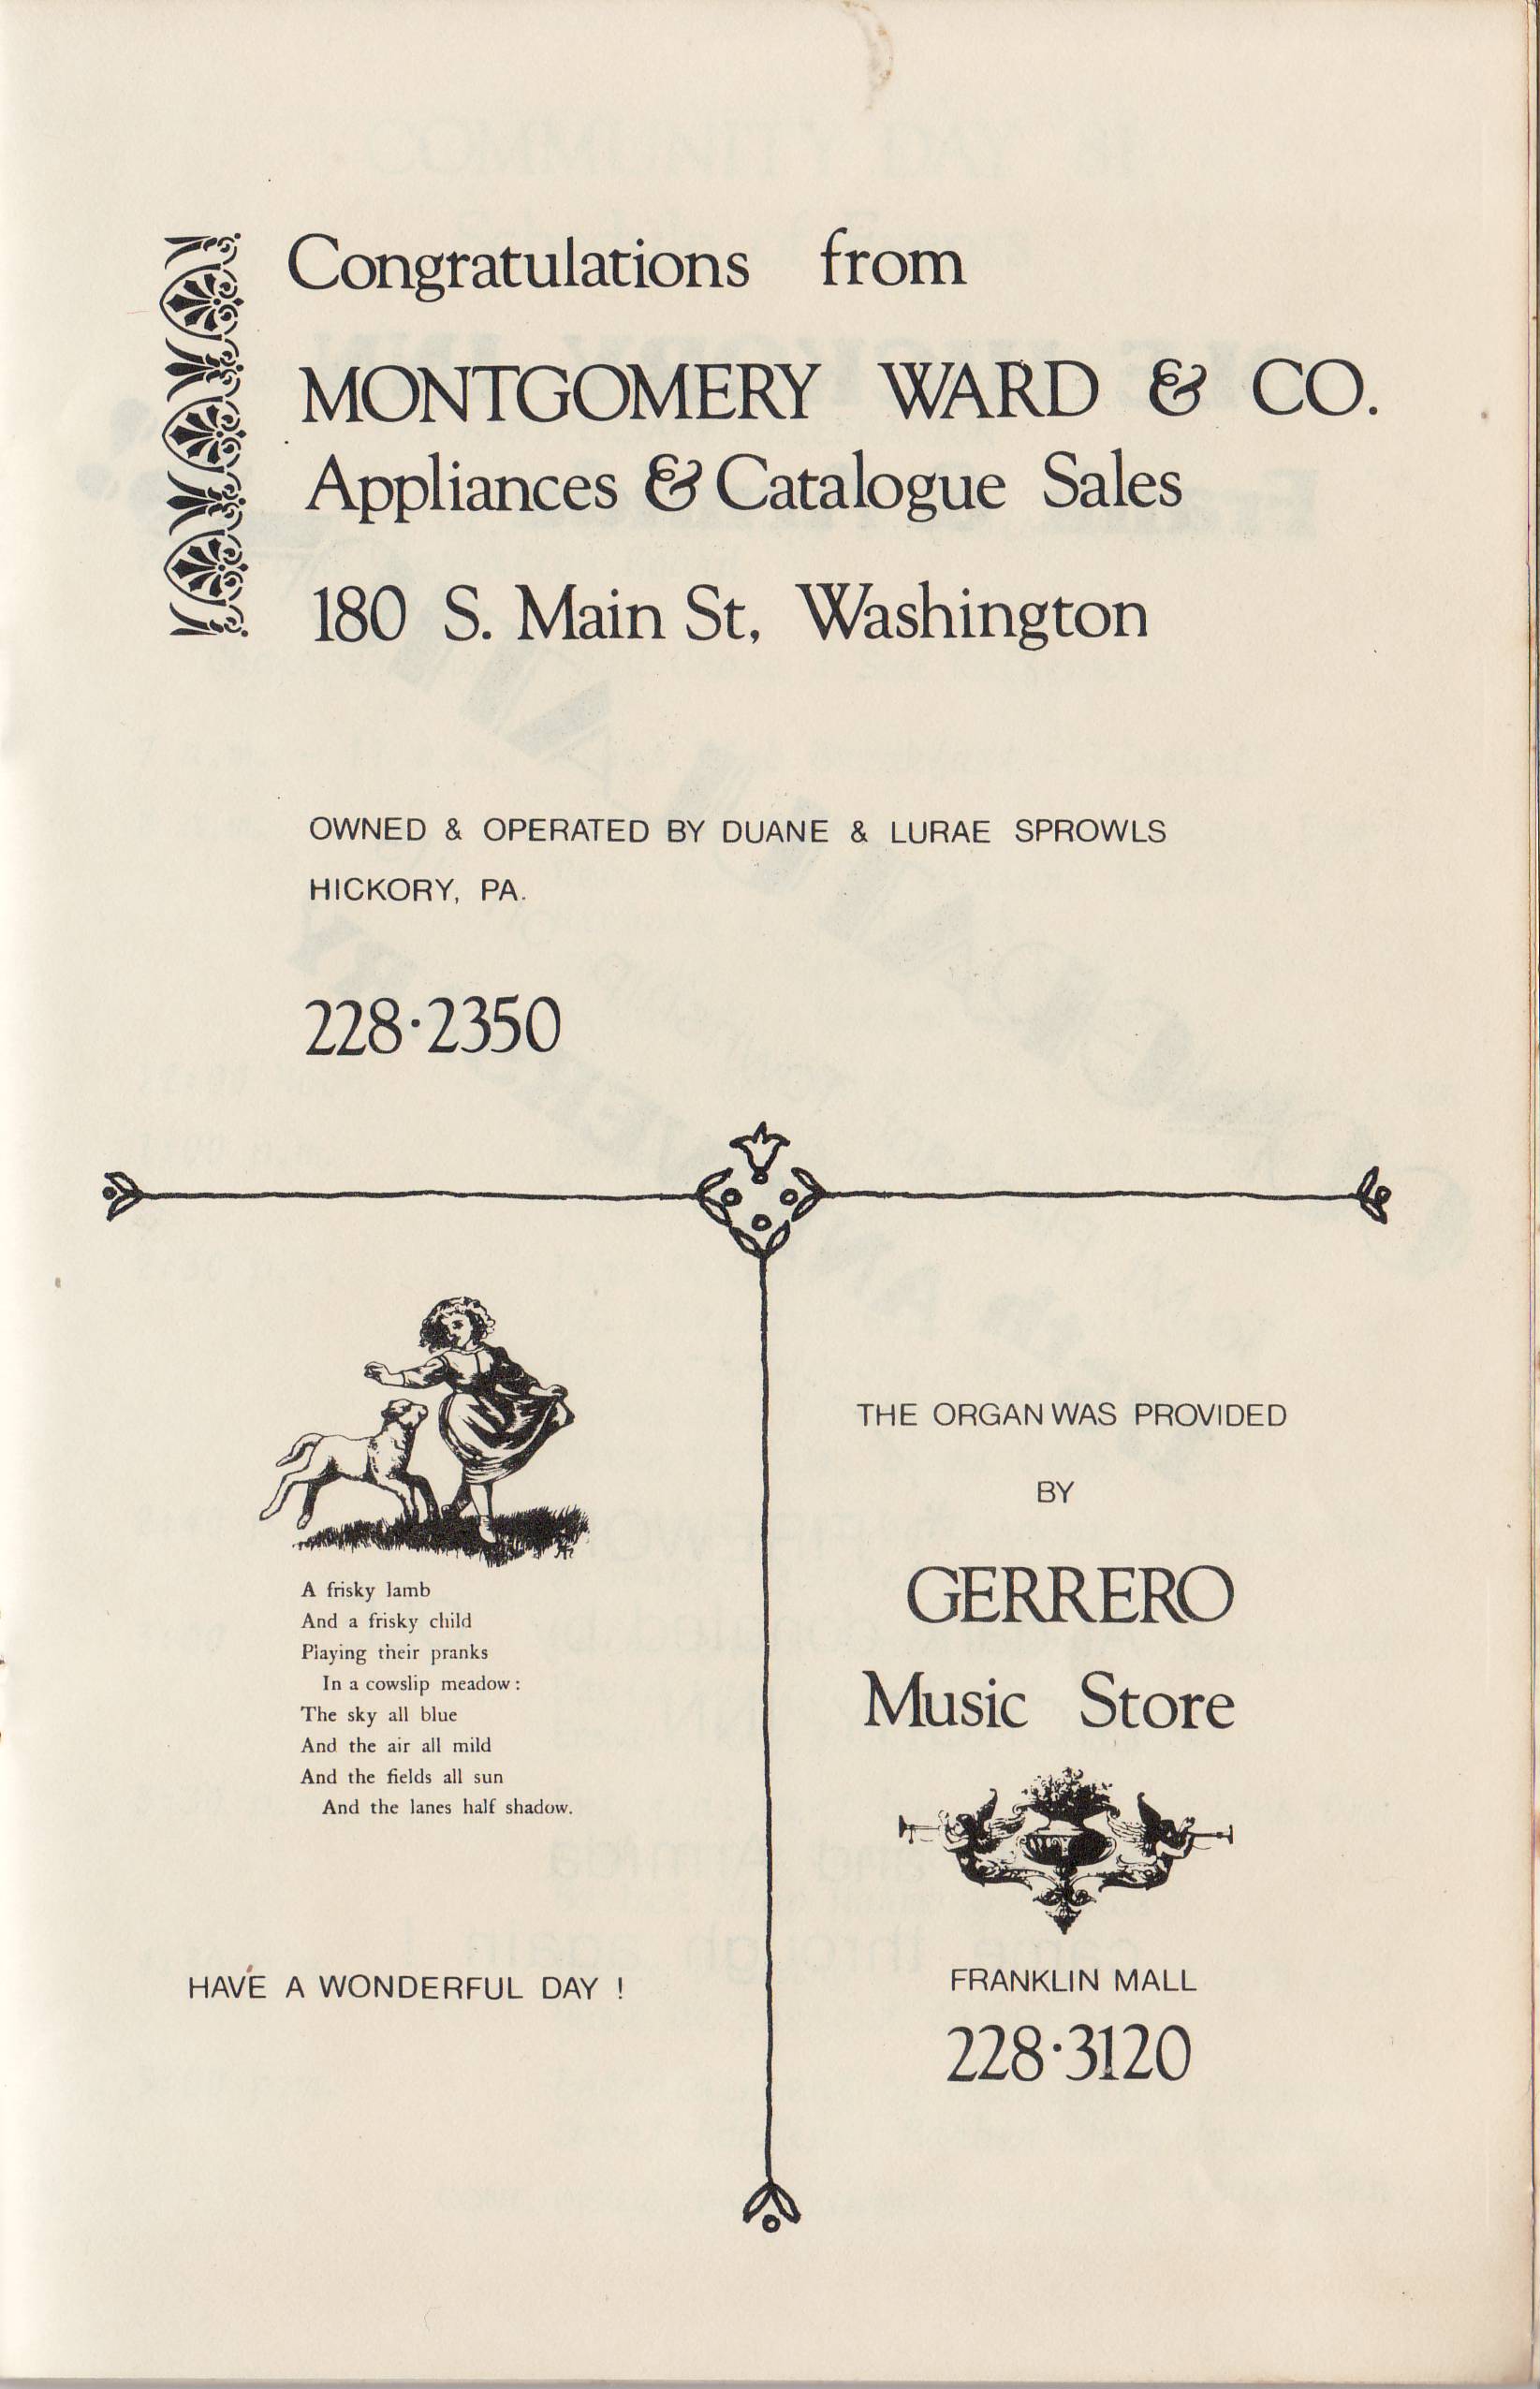 Congratulations from
MONTGOMERY WARD & CO.
Appliances & Catalogue Sales
180 S. Main St, Washington
OWNED & OPERATED BY DUANE & LURAE SPROWLS
HICKORY, PA.
228·2350
A frisky lamb
And a frisky child
Playing their pranks
In a cowslip meadow:
The sky all blue
And the air all mild
And the fields all sun
And the lanes half shadow.
HAVE A WONDERFUL DAY !
THE ORGAN WAS PROVIDED
BY
GERRERO
Music Store
FRANKLIN MALL
228·3120